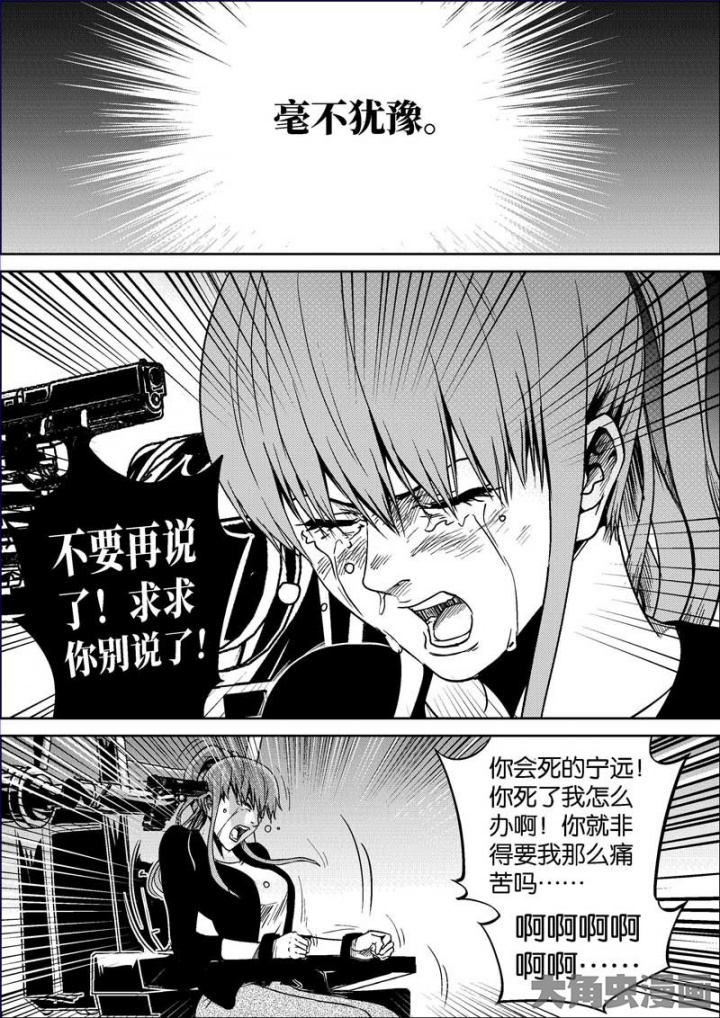 毫不犹豫。
不要再说
了！求求
你别说了！
你会死的宁远！
你死了我怎么
办啊！你就非
得要我那么痛
苦吗……
啊啊啊啊
啊啊……
大角虫漫画